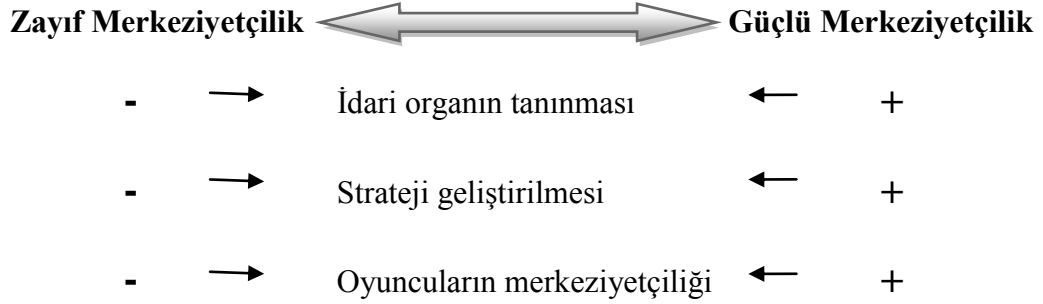 Zayıf Merkeziyetçilik Güçlü Merkeziyetçilik
- İdari organın tanınması +
- Strateji geliştirilmesi +
- Oyuncuların merkeziyetçiliği +